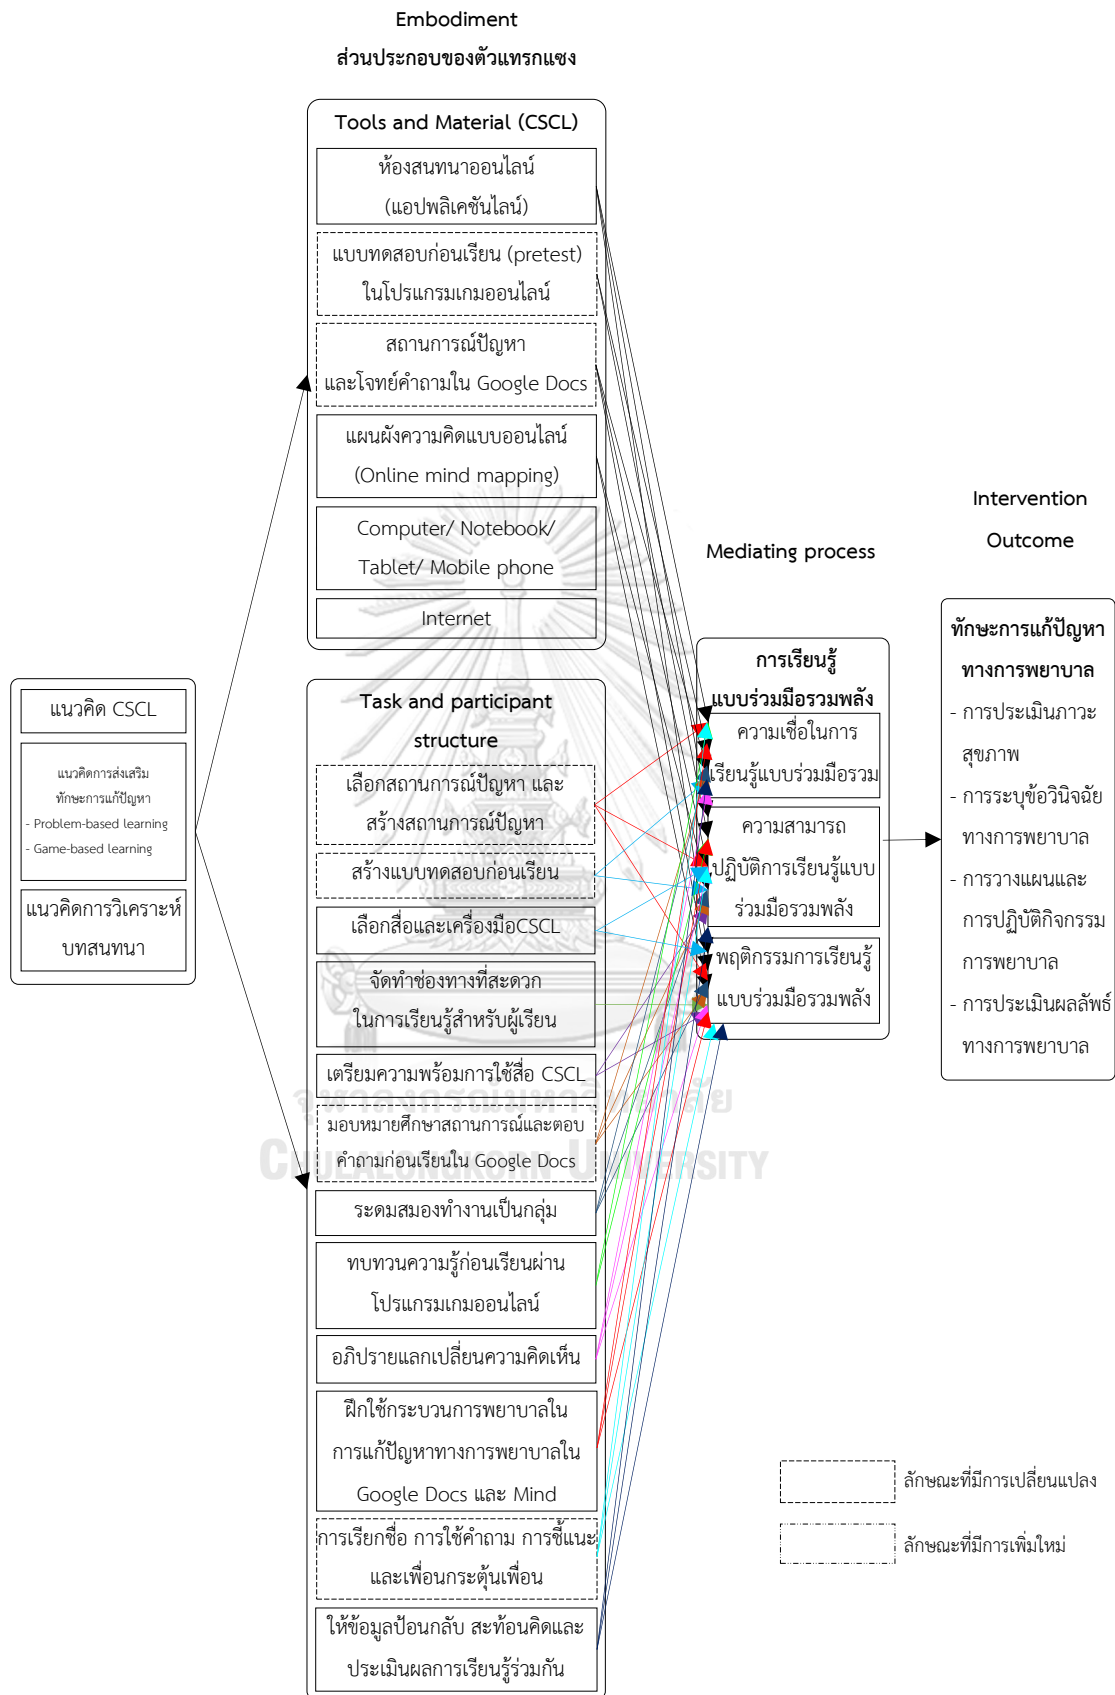 Embodiment
ส่วนประกอบของตัวแทรกแซง
Tools and Material (CSCL)
ห้องสนทนาออนไลน์
(แอปพลิเคชันไลน์)
แบบทดสอบก่อนเรียน (pretest)
ในโปรแกรมเกมออนไลน์
สถานการณ์ปัญหา
และโจทย์คำถามใน Google Docs
แผนผังความคิดแบบออนไลน์
(Online mind mapping)
Computer/ Notebook/
Tablet/ Mobile phone
Internet
แนวคิด CSCL
แนวคิดการส่งเสริม
ทักษะการแก้ปัญหา
- Problem-based learning
- Game-based learning
แนวคิดการวิเคราะห์
บทสนทนา
Task and participant
structure
เลือกสถานการณ์ปัญหา และ
สร้างสถานการณ์ปัญหา
สร้างแบบทดสอบก่อนเรียน
เลือกสื่อและเครื่องมือCSCL
จัดทำช่องทางที่สะดวก
ในการเรียนรู้สำหรับผู้เรียน
เตรียมความพร้อมการใช้สื่อ CSCL
มอบหมายศึกษาสถานการณ์และตอบ
คำถามก่อนเรียนใน Google Docs
ระดมสมองทำงานเป็นกลุ่ม
ทบทวนความรู้ก่อนเรียนผ่าน
โปรแกรมเกมออนไลน์
อภิปรายแลกเปลี่ยนความคิดเห็น
ฝึกใช้กระบวนการพยาบาลใน
การแก้ปัญหาทางการพยาบาลใน
Google Docs และ Mind
การเรียกชื่อ การใช้คำถาม การชี้แนะ
และเพื่อนกระตุ้นเพื่อน
ให้ข้อมูลป้อนกลับ สะท้อนคิดและ
ประเมินผลการเรียนรู้ร่วมกัน
Mediating process
การเรียนรู้
แบบร่วมมือรวมพลัง
ความเชื่อในการ
เรียนรู้แบบร่วมมือรวม
ความสามารถ
ปฏิบัติการเรียนรู้แบบ
ร่วมมือรวมพลัง
พฤติกรรมการเรียนรู้
แบบร่วมมือรวมพลัง
Intervention
Outcome
ทักษะการแก้ปัญหา
ทางการพยาบาล
- การประเมินภาวะ
สุขภาพ
- การระบุข้อวินิจฉัย
ทางการพยาบาล
- การวางแผนและ
การปฏิบัติกิจกรรม
การพยาบาล
- การประเมินผลลัพธ์
ทางการพยาบาล
จุฬาลงกรณ์มหาวิทยาลัย
CHULALONGKORN UNIVERSITY
ลักษณะที่มีการเปลี่ยนแปลง
ลักษณะที่มีการเพิ่มใหม่